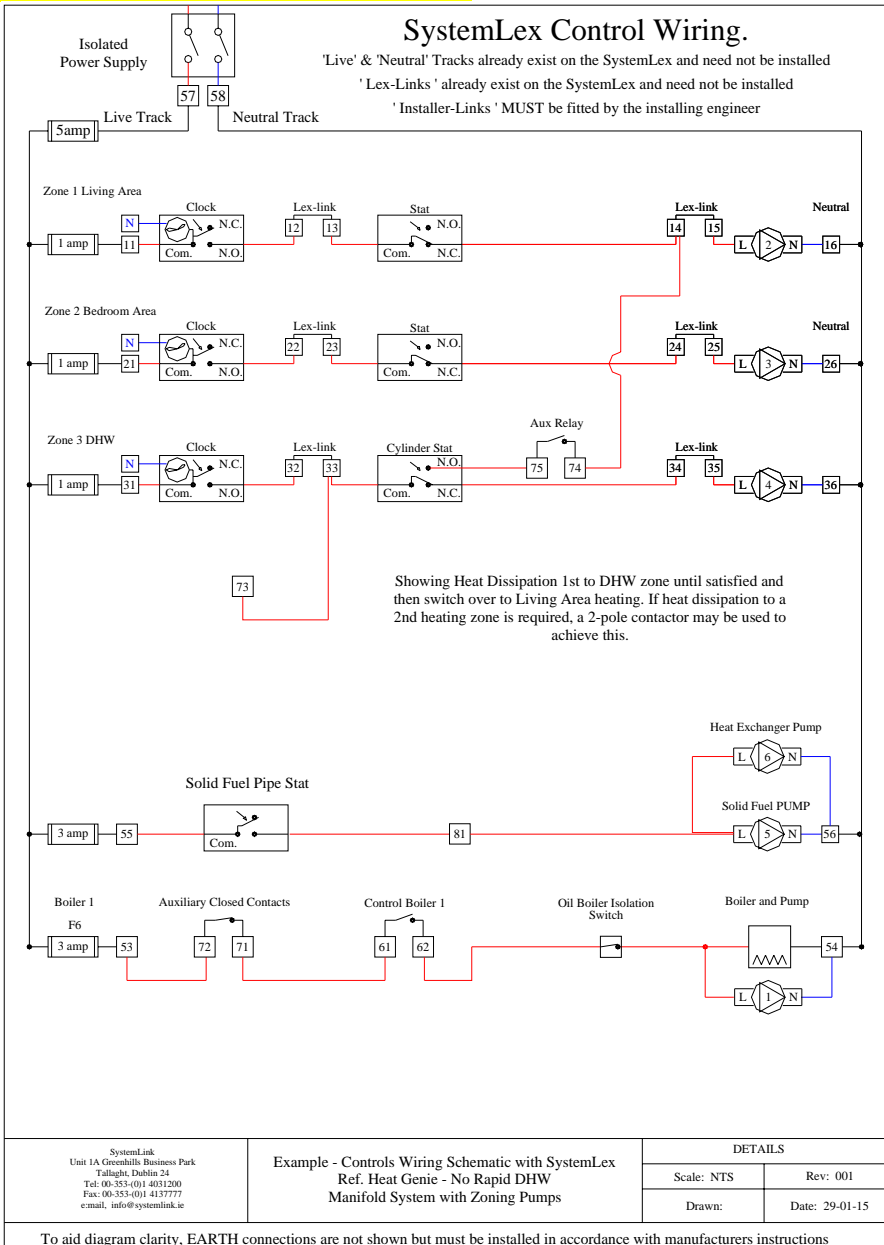 SystemLex Control Wiring.
'Live' & 'Neutral' Tracks already exist on the SystemLex and need not be installed
' Lex-Links ' already exist on the SystemLex and need not be installed
' Installer-Links ' MUST be fitted by the installing engineer
Isolated
Power Supply
57 58
Live Track Neutral Track
5amp
Zone 1 Living Area
Clock Lex-link Stat Lex-link Neutral
N N.C. 12 13 N.O. 14 15
1 amp 11 Com. N.O. Com. N.C. L 2 N 16
Zone 2 Bedroom Area
Clock Lex-link Stat Lex-link Neutral
N N.C. 22 23 N.O. 24 25
1 amp 21 Com. N.O. Com. N.C. L 3 N 26
Zone 3 DHW
Aux Relay
Clock Lex-link Cylinder Stat Lex-link
N N.C. 32 33 N.O. 75 74 34 35
1 amp 31 Com. N.O. Com. N.C. L 4 N 36
73
Showing Heat Dissipation 1st to DHW zone until satisfied and
then switch over to Living Area heating. If heat dissipation to a
2nd heating zone is required, a 2-pole contactor may be used to
achieve this.
Heat Exchanger Pump
L 6 N
Solid Fuel Pipe Stat
Solid Fuel PUMP
3 amp 55 Com. 81 L 5 N 56
Boiler 1 Auxiliary Closed Contacts Control Boiler 1 Oil Boiler Isolation Boiler and Pump
Switch
F6
3 amp 53 72 71 61 62 54
L 1 N
SystemLink
Unit 1A Greenhills Business Park
Tallaght, Dublin 24
Tel: 00-353-(0)1 4031200
Fax: 00-353-(0)1 4137777
e:mail, info@systemlink.ie
Example - Controls Wiring Schematic with SystemLex
Ref. Heat Genie - No Rapid DHW
Manifold System with Zoning Pumps
DETAILS
Scale: NTS Rev: 001
Drawn: Date: 29-01-15
To aid diagram clarity, EARTH connections are not shown but must be installed in accordance with manufacturers instructions